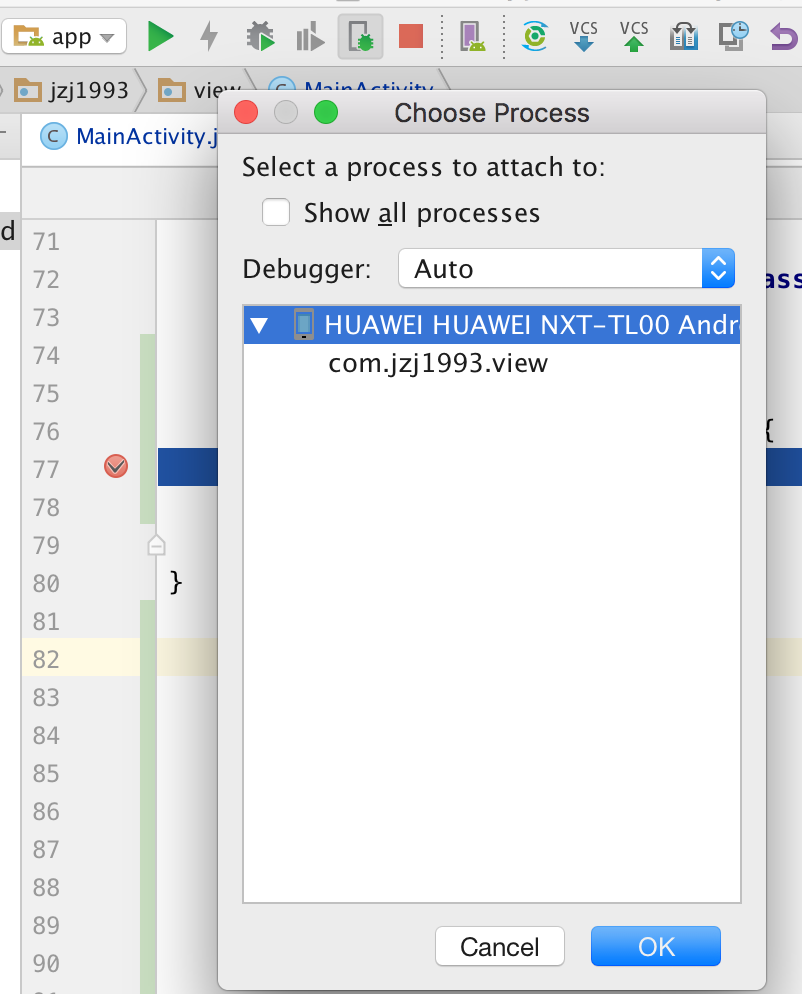 app
VCS
VCS
jzj1993
view
MainActivity
C
MainActivity.j
Choose Process
Select a process to attach to:
Show all processes
Debugger:
Auto
HUAWEI HUAWEI NXT-TL00 Andr
com.jzj1993.view
d
71
72
ass
73
74
75
76
{
77
78
79
80
}
81
82
83
84
85
86
87
88
89
90
Cancel
OK